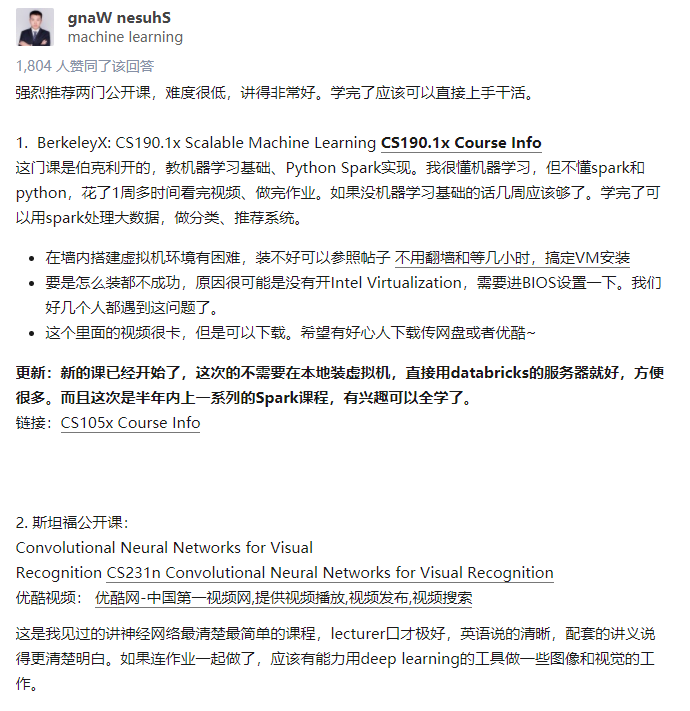 gnaW nesuhS
machine learning
1,804 人赞同了该回答
强烈推荐两门公开课，难度很低，讲得非常好。学完了应该可以直接上手干活。
1. BerkeleyX: CS190.1x Scalable Machine Learning CS190.1x Course Info
这门课是伯克利开的，教机器学习基础、Python Spark实现。我很懂机器学习，但不懂spark和
python，花了1周多时间看完视频、做完作业。如果没机器学习基础的话几周应该够了。学完了可
以用spark处理大数据，做分类、推荐系统。
• 在墙内搭建虚拟机环境有困难，装不好可以参照帖子 不用翻墙和等几小时，搞定VM安装
• 要是怎么装都不成功，原因很可能是没有开Intel Virtualization，需要进BIOS设置一下。我们
好几个人都遇到这问题了。
• 这个里面的视频很卡，但是可以下载。希望有好心人下载传网盘或者优酷~
更新：新的课已经开始了，这次的不需要在本地装虚拟机，直接用databricks的服务器就好，方便
很多。而且这次是半年内上一系列的Spark课程，有兴趣可以全学了。
链接：CS105x Course Info
2. 斯坦福公开课：
Convolutional Neural Networks for Visual
Recognition CS231n Convolutional Neural Networks for Visual Recognition
优酷视频： 优酷网-中国第一视频网,提供视频播放,视频发布,视频搜索
这是我见过的讲神经网络最清楚最简单的课程，lecturer口才极好，英语说的清晰，配套的讲义说
得更清楚明白。如果连作业一起做了，应该有能力用deep learning的工具做一些图像和视觉的工
作。